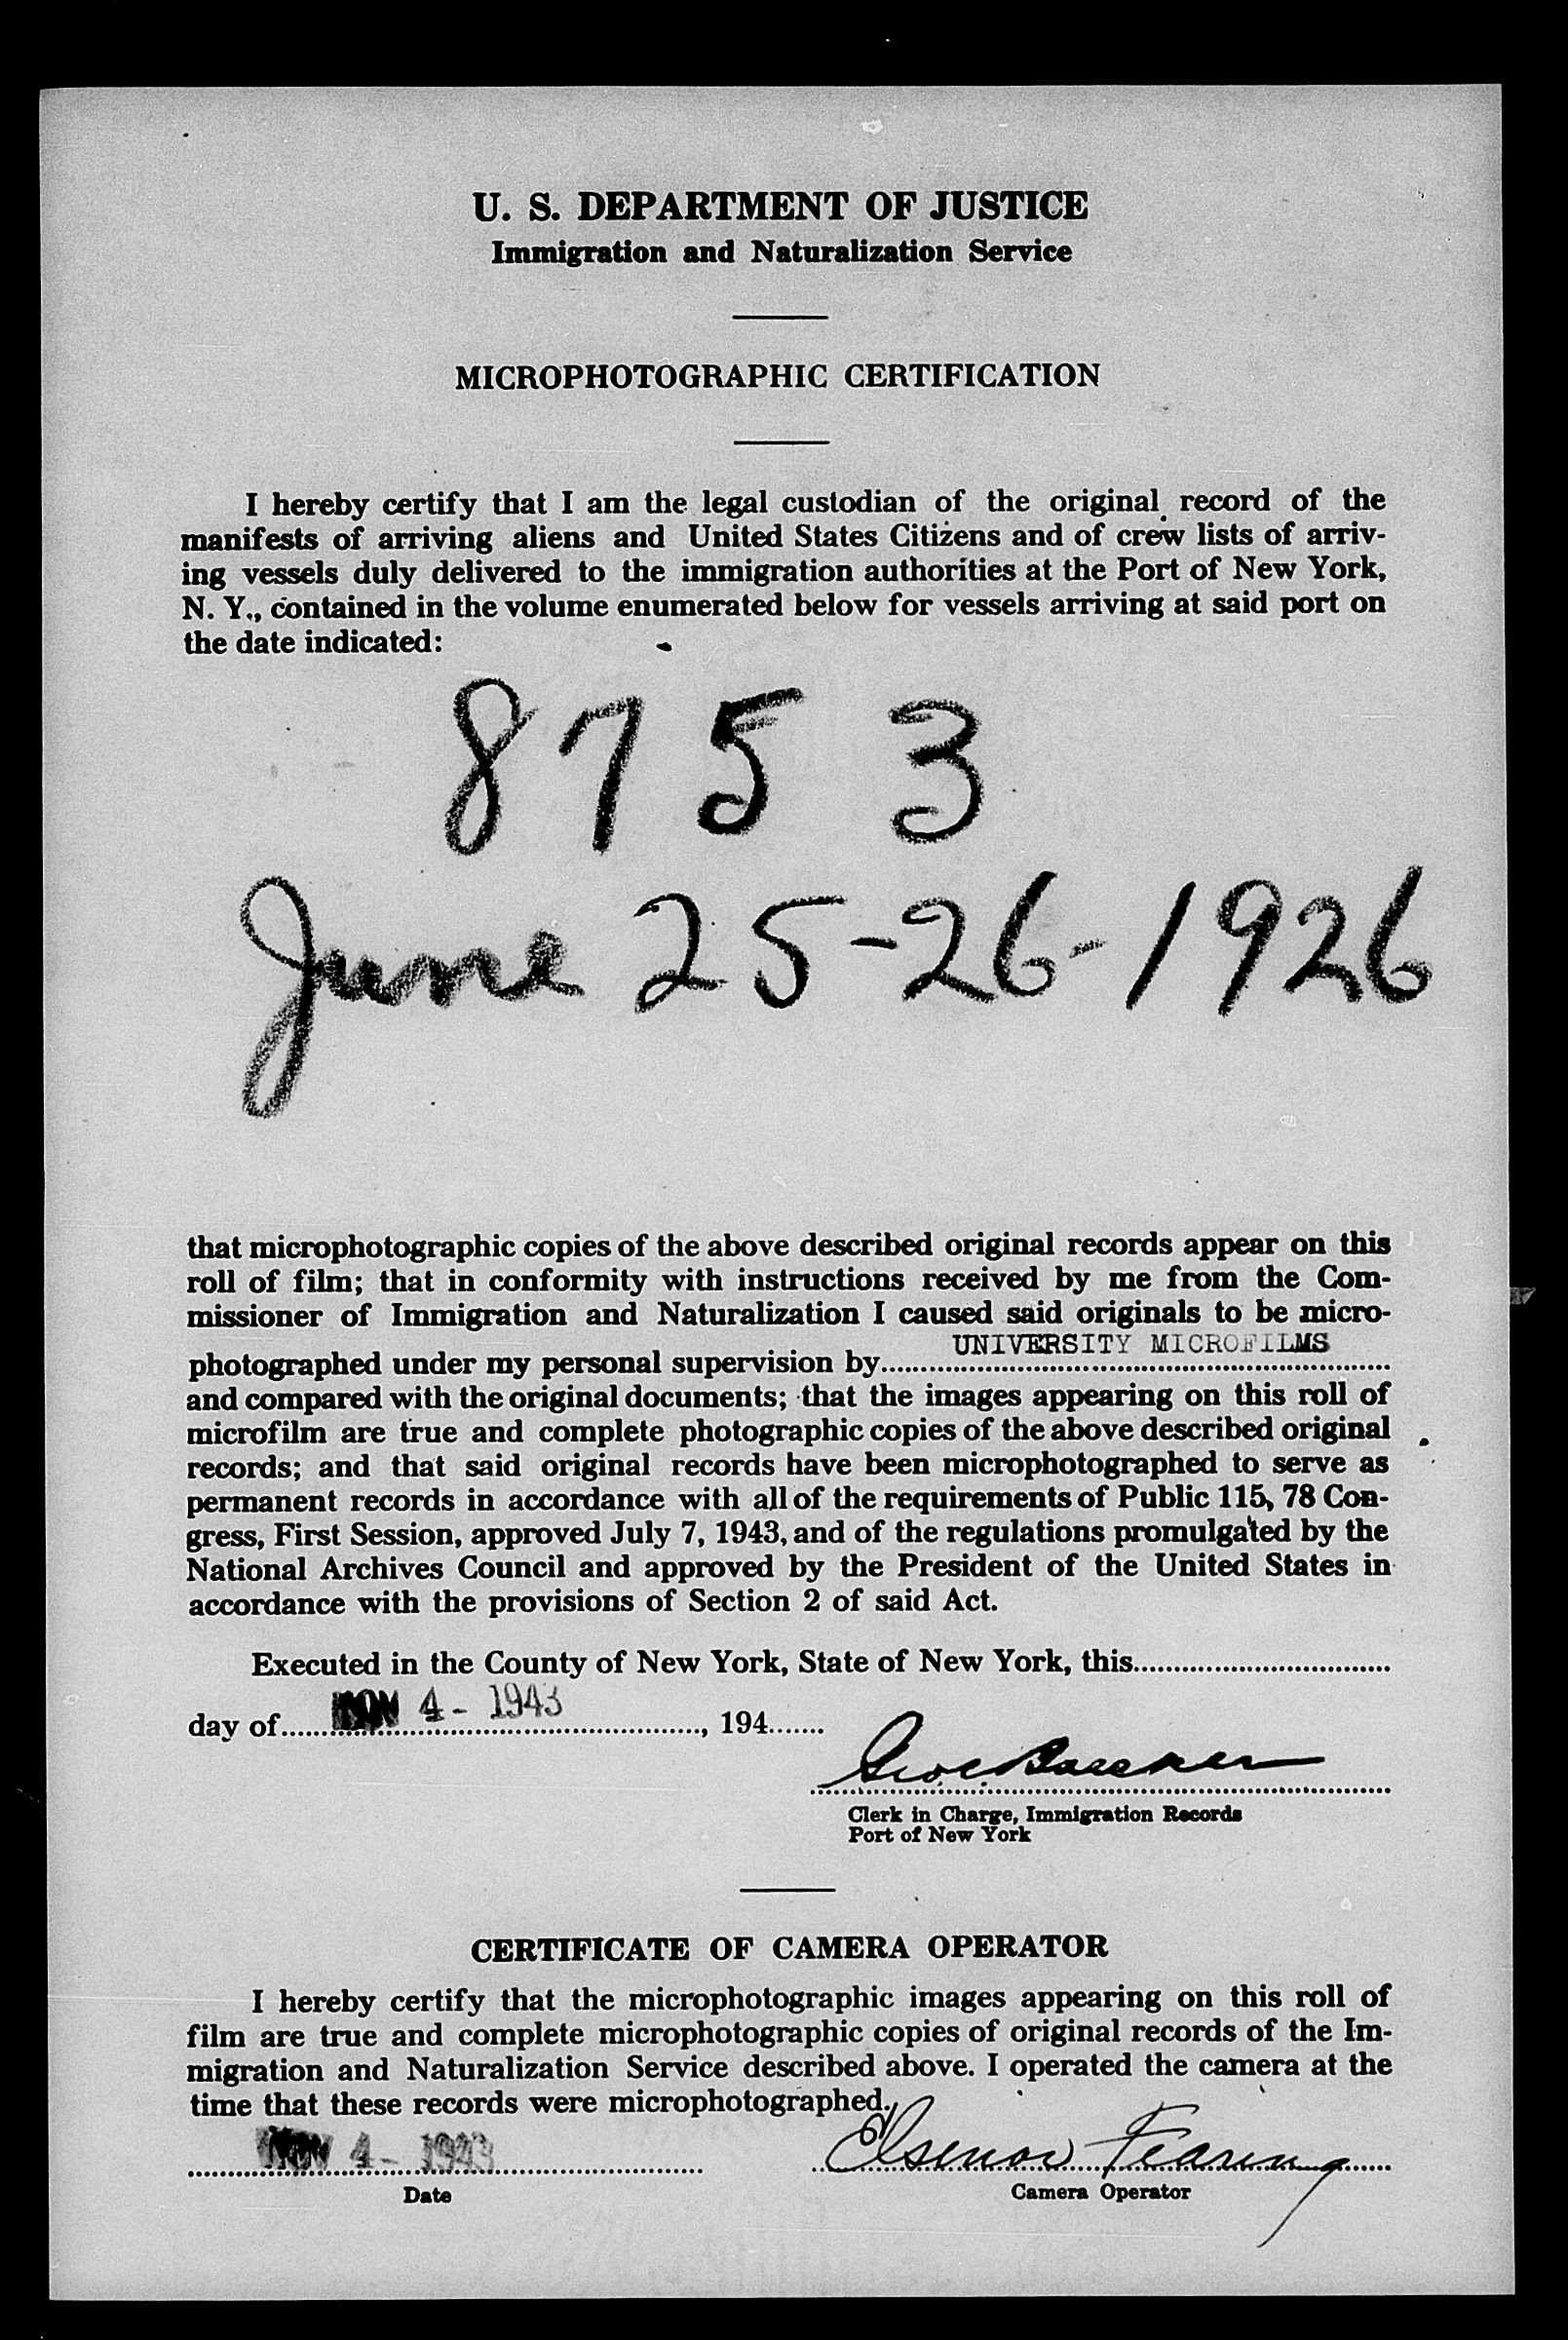 U. S. DEPARTMENT OF JUSTICE
Immigration and Naturalization Service
MICROPHOTOGRAPHIC CERTIFICATION
I hereby certify that I am the legal custodian of the original record of the
manifests of arriving aliens and United States Citizens and of crew lists of arriv-
ing vessels duly delivered to the immigration authorities at the Port of New York,
N. Y., contained in the volume enumerated below for vessels arriving at said port on
the date indicated:
8753
June 25-26-1926
that microphotographic copies of the above described original records appear on this
roll of film; that in conformity with instructions received by me from the Com-
missioner of Immigration and Naturalization I caused said originals to be micro-
photographed under my personal supervision by UNIVERSITY MICROFILMS
and compared with the original documents; that the images appearing on this roll of
microfilm are true and complete photographic copies of the above described original
records; and that said original records have been microphotographed to serve as
permanent records in accordance with all of the requirements of Public 115, 78 Con-
gress, First Session, approved July 7, 1943, and of the regulations promulgated by the
National Archives Council and approved by the President of the United States in
accordance with the provisions of Section 2 of said Act.
Executed in the County of New York, State of New York, this
day of NOV 4 - 1943, 194
Clerk in Charge, Immigration Records
Port of New York
CERTIFICATE OF CAMERA OPERATOR
I hereby certify that the microphotographic images appearing on this roll of
film are true and complete microphotographic copies of original records of the Im-
migration and Naturalization Service described above. I operated the camera at the
time that these records were microphotographed.
NOV 4 - 1943 Fearing
Date Camera Operator